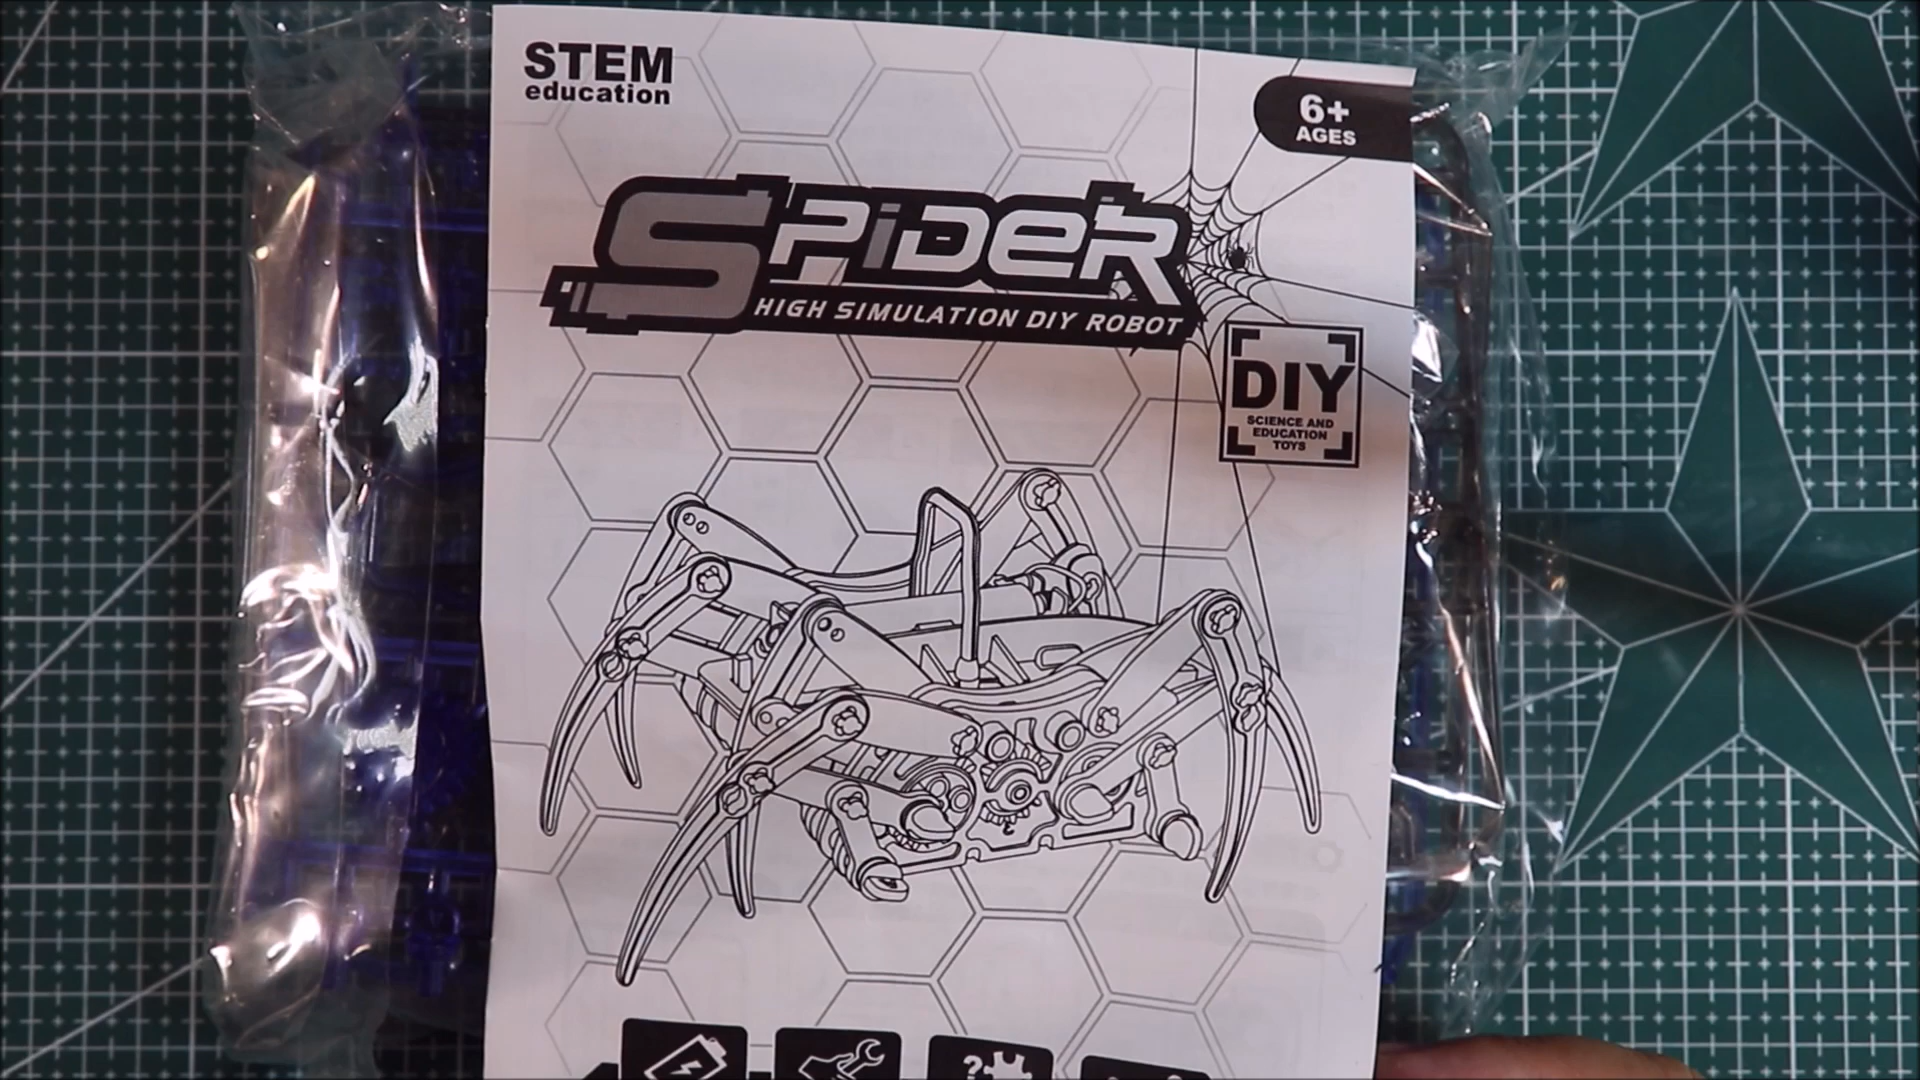 STEM
education
6+
AGES
SPiDeR
HIGH SIMULATION DIY ROBOT
DIY
SCIENCE AND
EDUCATION
TOYS
?